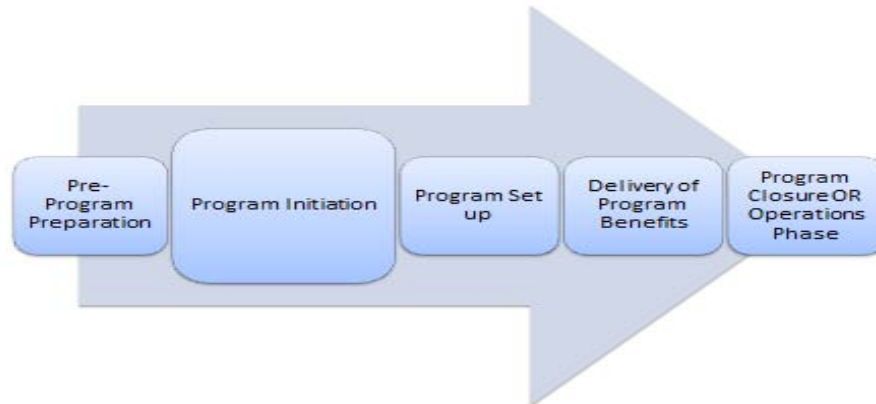 Pre-
Program
Preparation
Program Initiation
Program Set
up
Delivery of
Program
Benefits
Program
Closure OR
Operations
Phase